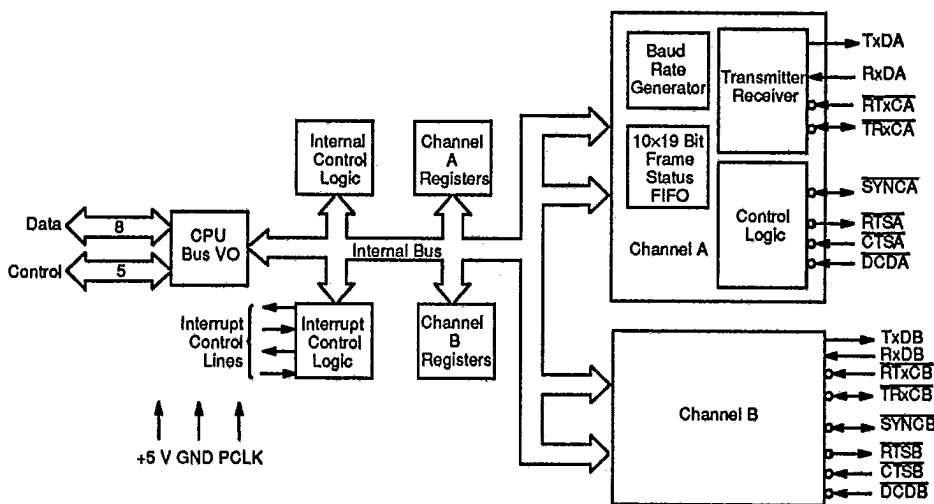 Data
8
Control
5
CPU
Bus VO
Internal
Control
Logic
Channel
A
Registers
Internal Bus
Interrupt
Control
Lines
Interrupt
Control
Logic
Channel
B
Registers
+5 V GND PCLK
Baud
Rate
Generator
10×19 Bit
Frame
Status
FIFO
Channel A
Transmitter
Receiver
Control
Logic
TxDA
RxDA
RTxCA
TRxCA
SYNCA
RTSA
CTSA
DCDA
Channel B
TxDB
RxDB
RTxCB
TRxCB
SYNCB
RTSB
CTSB
DCDB